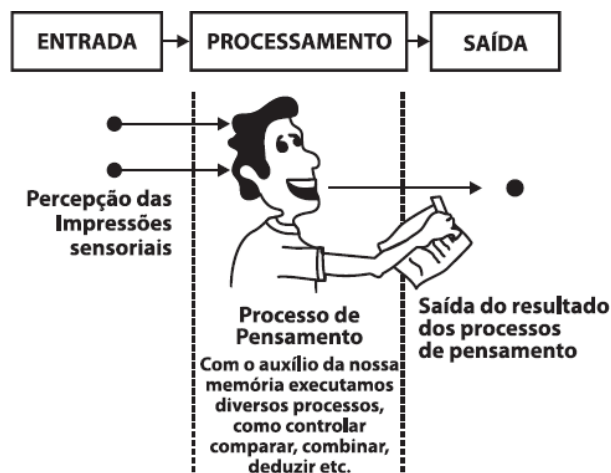 ENTRADA
PROCESSAMENTO
SAÍDA
Percepção das
Impressões
sensoriais
Processo de
Pensamento
Com o auxílio da nossa
memória executamos
diversos processos,
como controlar
comparar, combinar,
deduzir etc.
Saída do resultado
dos processos
de pensamento